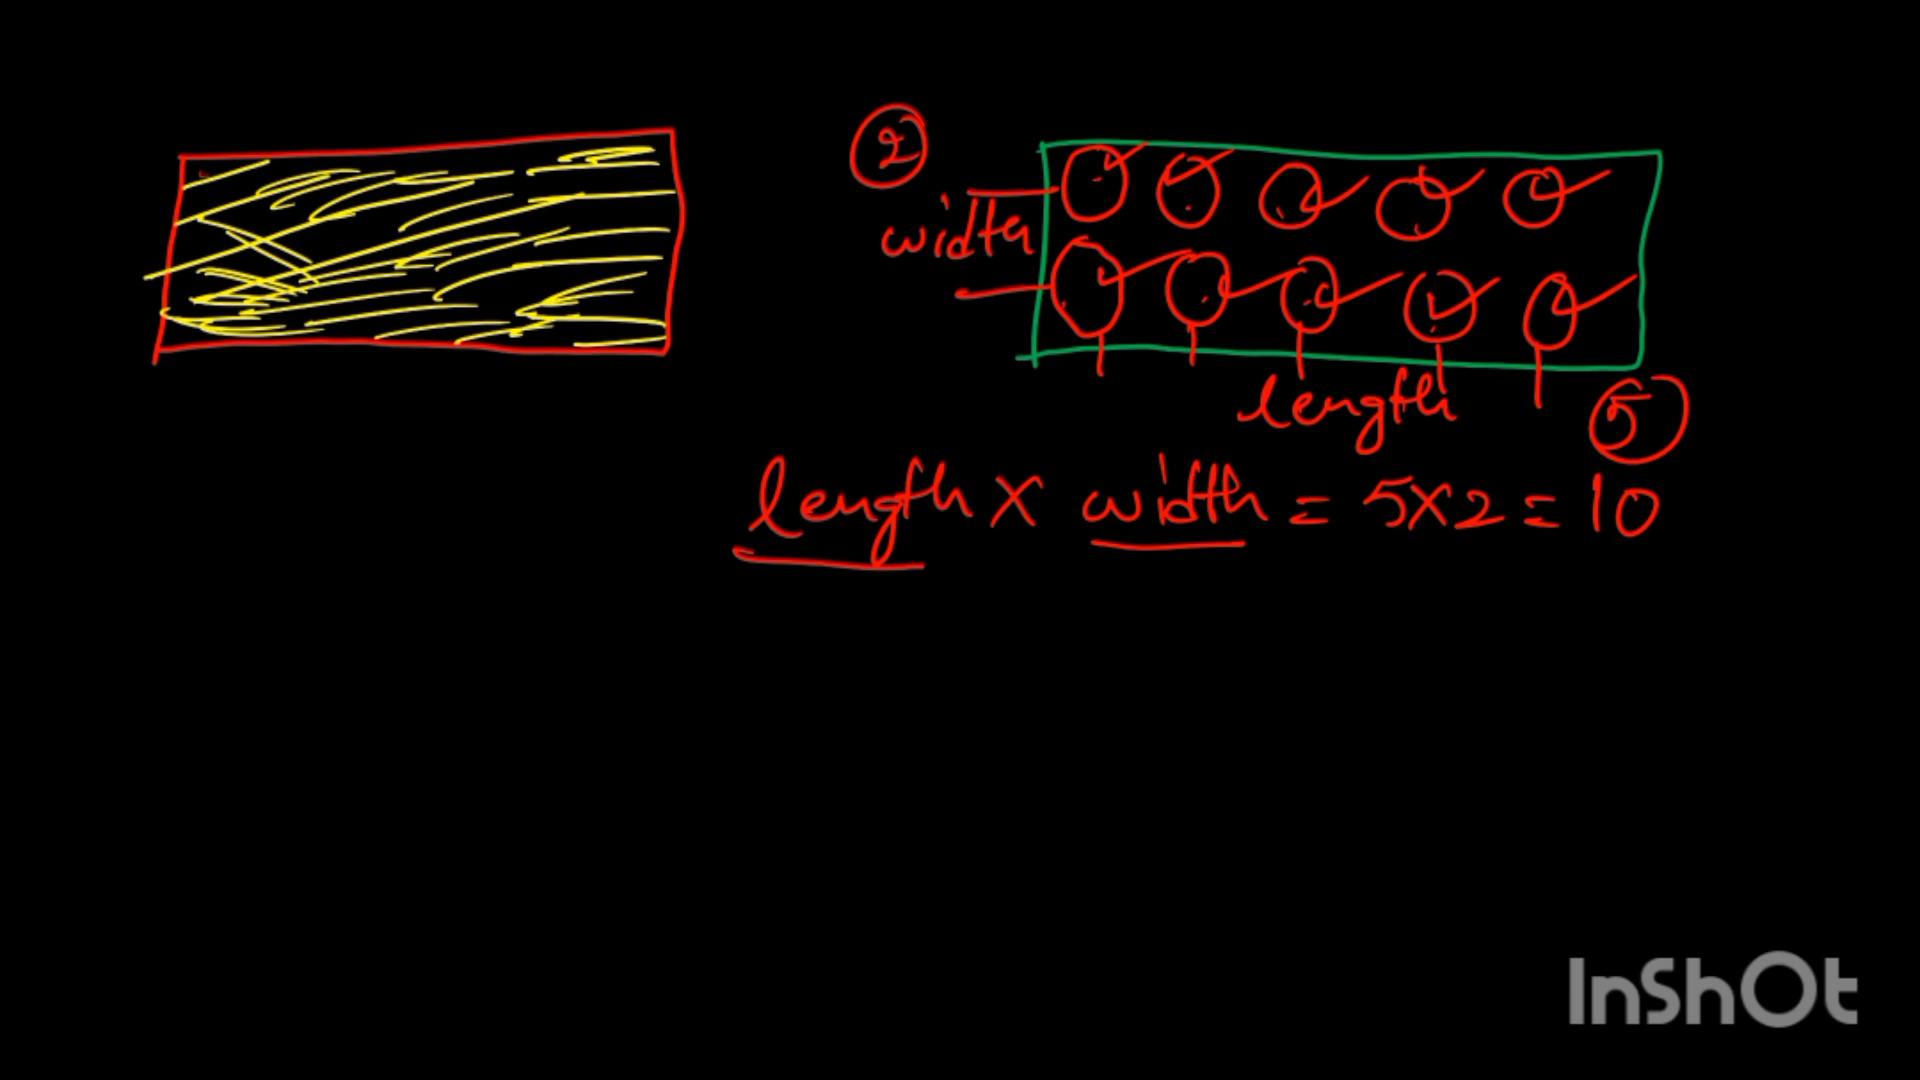 2
width
length
5
length X width = 5X2 = 10
InShOt